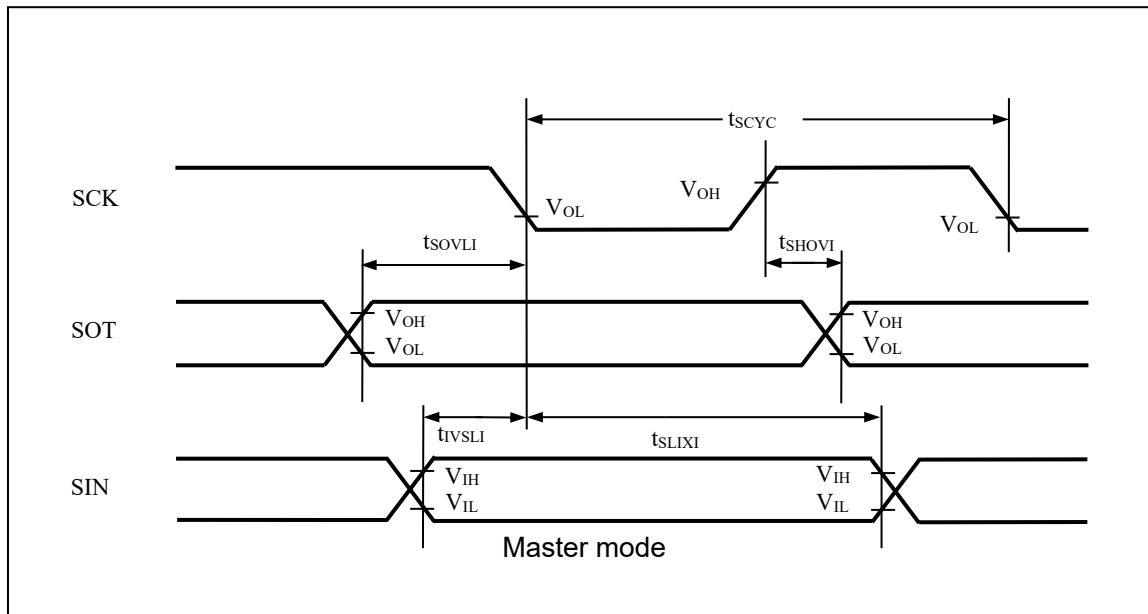 tSCYC
SCK
VOH
VOL
VOL
tSOVLI
tSHOVI
SOT
VOH
VOL
VOH
VOL
tIVSLI
tSLIXI
SIN
VIH
VIL
VIH
VIL
Master mode